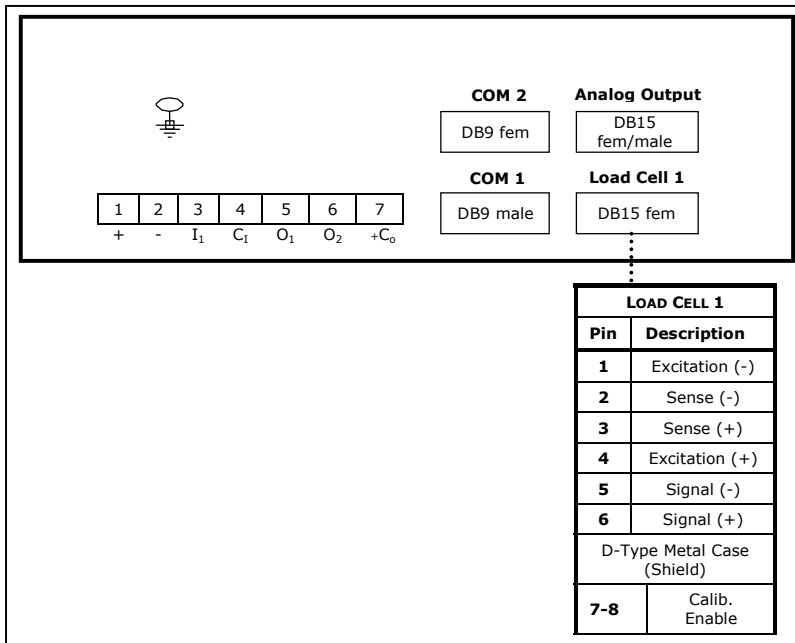 COM 2 Analog Output
DB9 fem DB15
fem/male
COM 1 Load Cell 1
DB9 male DB15 fem
1 2 3 4 5 6 7
+ - I₁ C_I O₁ O₂ +C₀
LOAD CELL 1
Pin Description
1 Excitation (-)
2 Sense (-)
3 Sense (+)
4 Excitation (+)
5 Signal (-)
6 Signal (+)
D-Type Metal Case
(Shield)
7-8 Calib.
Enable